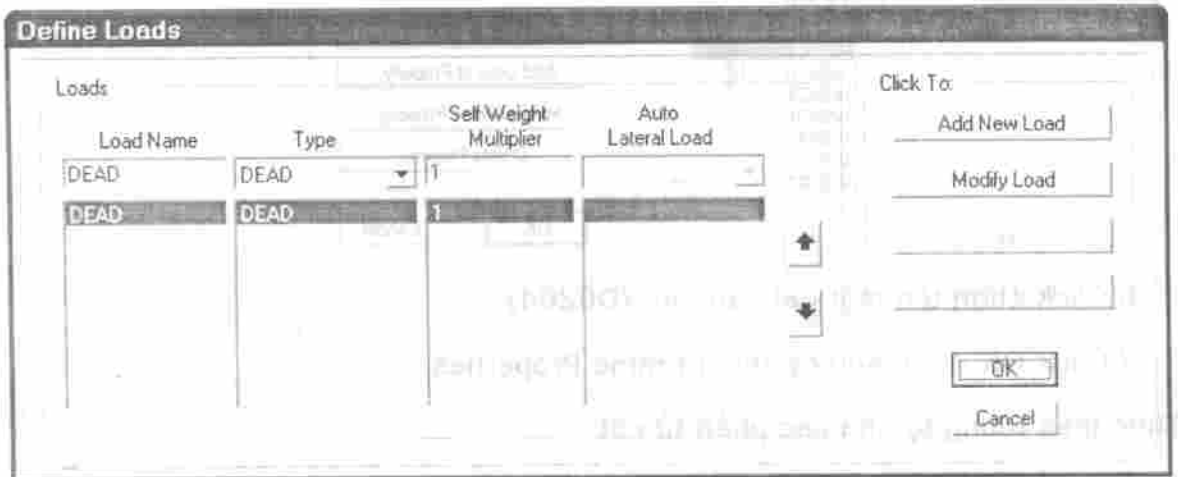 Define Loads
Loads
Click To:
Load Name
Type
Self Weight
Multiplier
Auto
Lateral Load
DEAD
DEAD
1
DEAD
DEAD
1
Add New Load
Modify Load
OK
Cancel